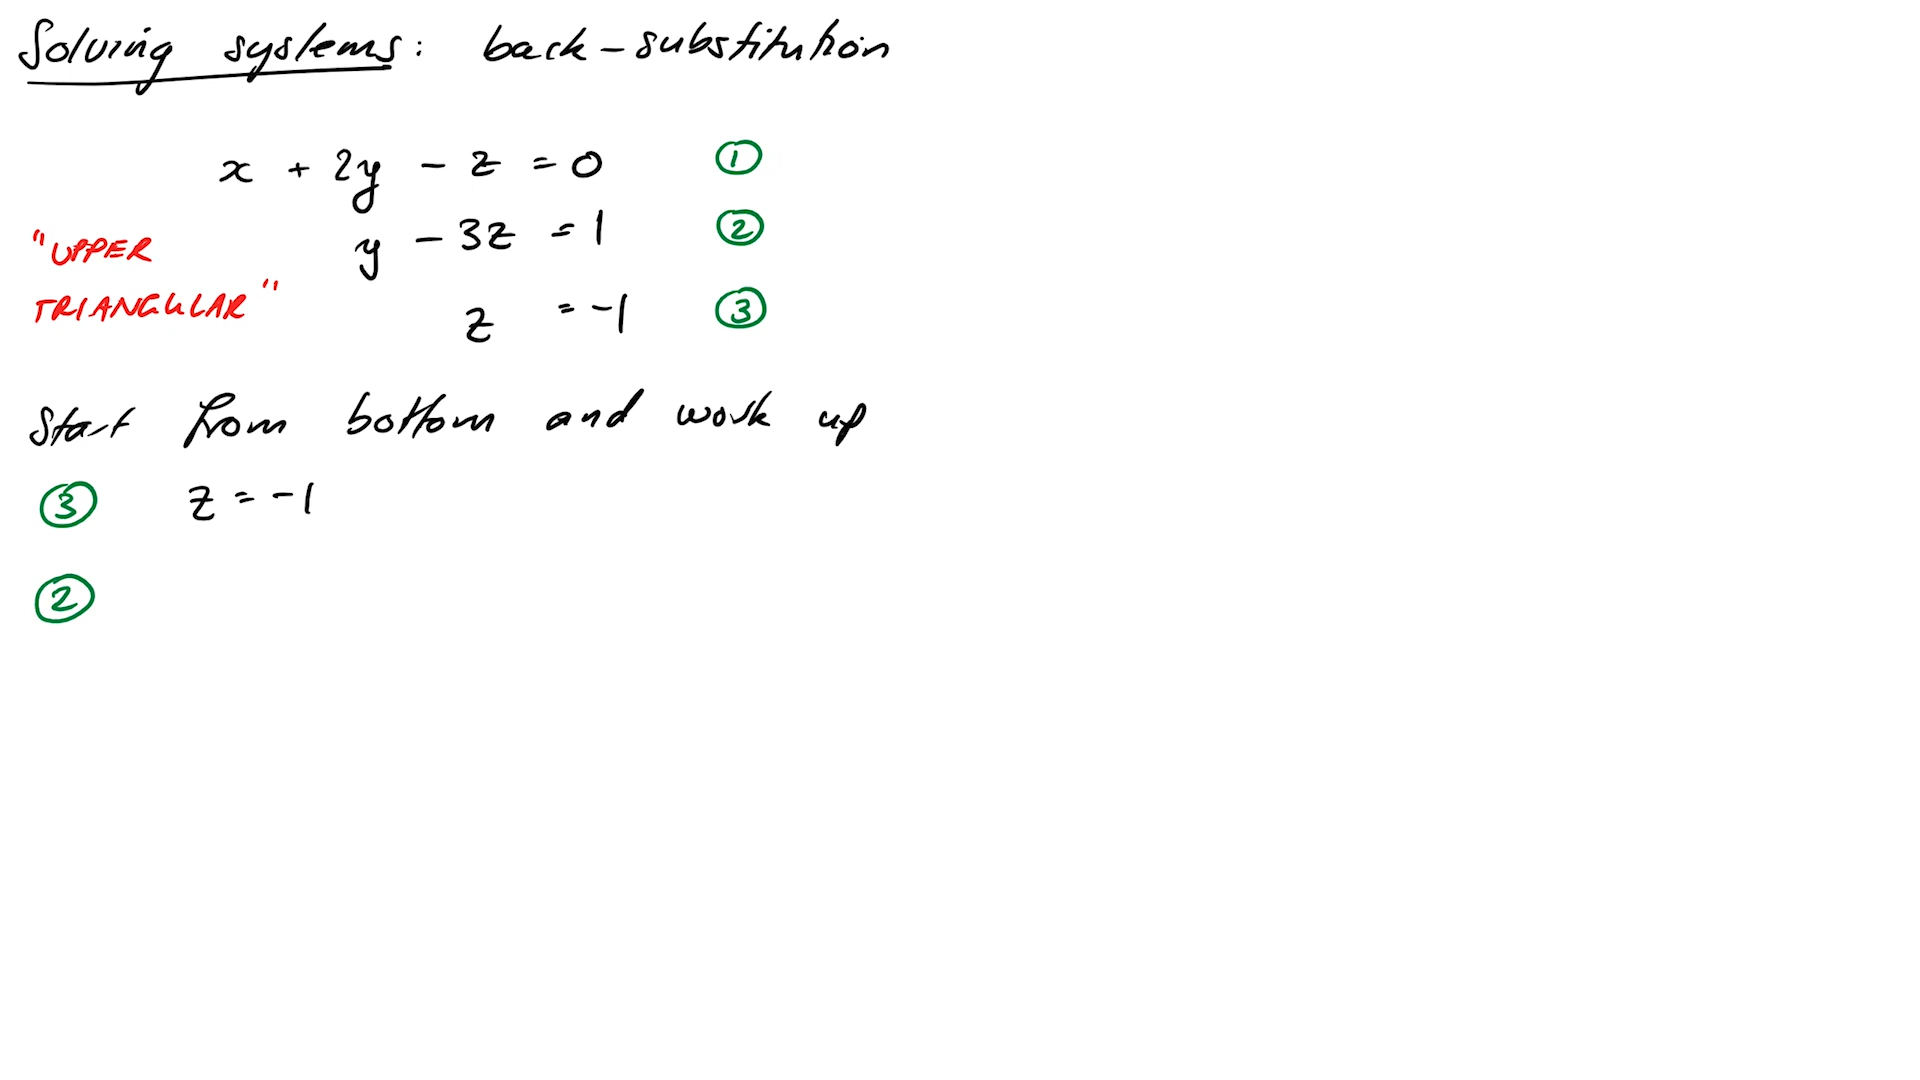 Solving systems: back-substitution
x + 2y - z = 0 ①
y - 3z = 1 ②
"UPPER
TRIANGULAR"
z = -1 ③
Start from bottom and work up
③ z = -1
②